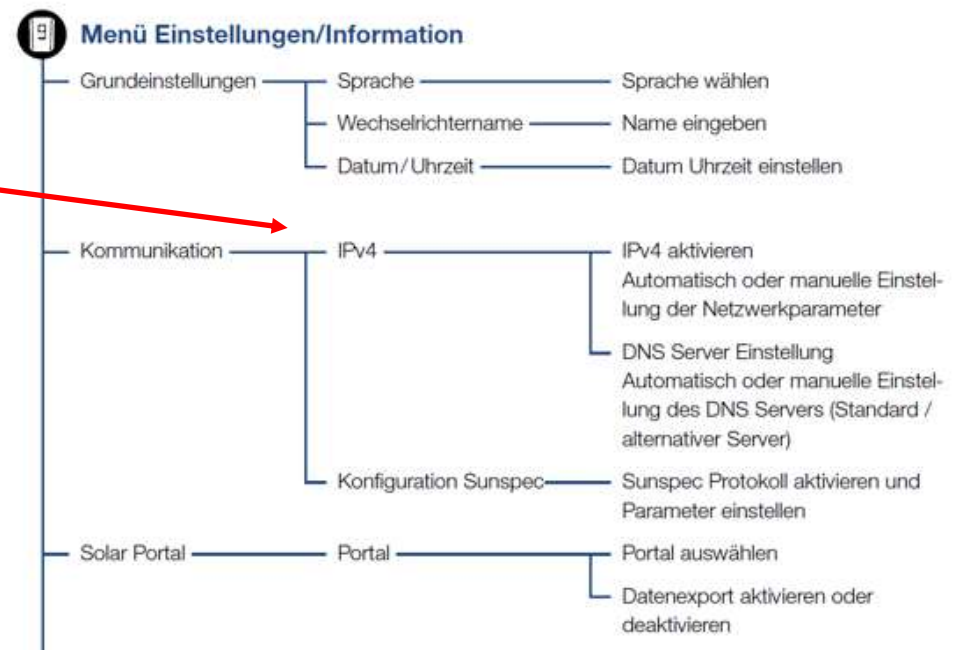 Menü Einstellungen/Information
Grundeinstellungen Sprache Sprache wählen
Wechselrichtername Name eingeben
Datum/Uhrzeit Datum Uhrzeit einstellen
Kommunikation IPv4 IPv4 aktivieren
Automatisch oder manuelle Einstel-
lung der Netzwerkparameter
DNS Server Einstellung
Automatisch oder manuelle Einstel-
lung des DNS Servers (Standard /
alternativer Server)
Konfiguration Sunspec Sunspec Protokoll aktivieren und
Parameter einstellen
Solar Portal Portal Portal auswählen
Datenexport aktivieren oder
deaktivieren